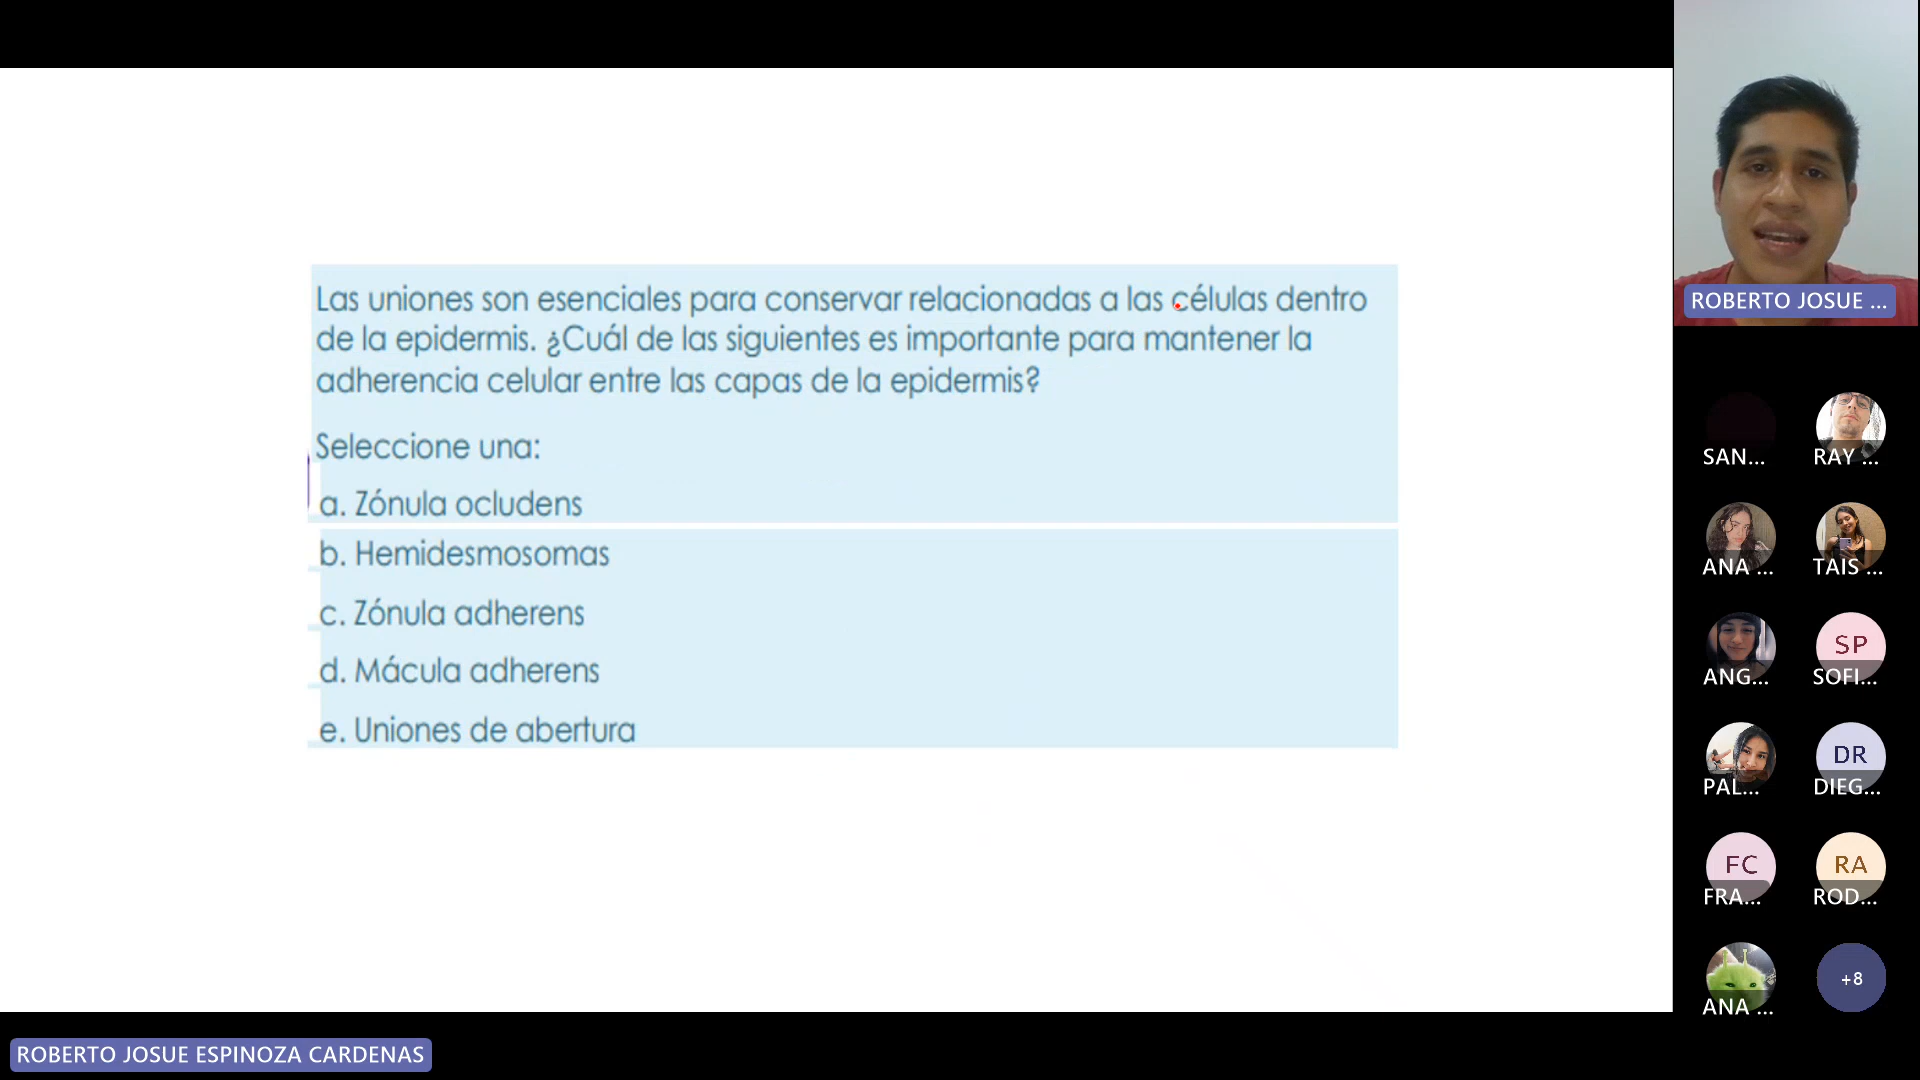 Las uniones son esenciales para conservar relacionadas a las células dentro
de la epidermis. ¿Cuál de las siguientes es importante para mantener la
adherencia celular entre las capas de la epidermis?
Seleccione una:
a. Zónula ocludens
b. Hemidesmosomas
c. Zónula adherens
d. Mácula adherens
e. Uniones de abertura
ROBERTO JOSUE ...
SAN...
RAY ...
ANA ...
TAIS ...
ANG...
SP
SOFI...
PAL...
DR
DIEG...
FC
FRA...
RA
ROD...
ANA ...
+8
ROBERTO JOSUE ESPINOZA CARDENAS